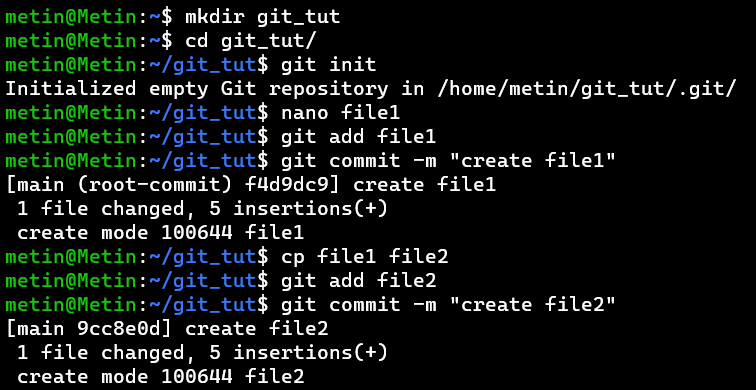 metin@Metin:~$ mkdir git_tut
metin@Metin:~$ cd git_tut/
metin@Metin:~/git_tut$ git init
Initialized empty Git repository in /home/metin/git_tut/.git/
metin@Metin:~/git_tut$ nano file1
metin@Metin:~/git_tut$ git add file1
metin@Metin:~/git_tut$ git commit -m "create file1"
[main (root-commit) f4d9dc9] create file1
 1 file changed, 5 insertions(+)
 create mode 100644 file1
metin@Metin:~/git_tut$ cp file1 file2
metin@Metin:~/git_tut$ git add file2
metin@Metin:~/git_tut$ git commit -m "create file2"
[main 9cc8e0d] create file2
 1 file changed, 5 insertions(+)
 create mode 100644 file2